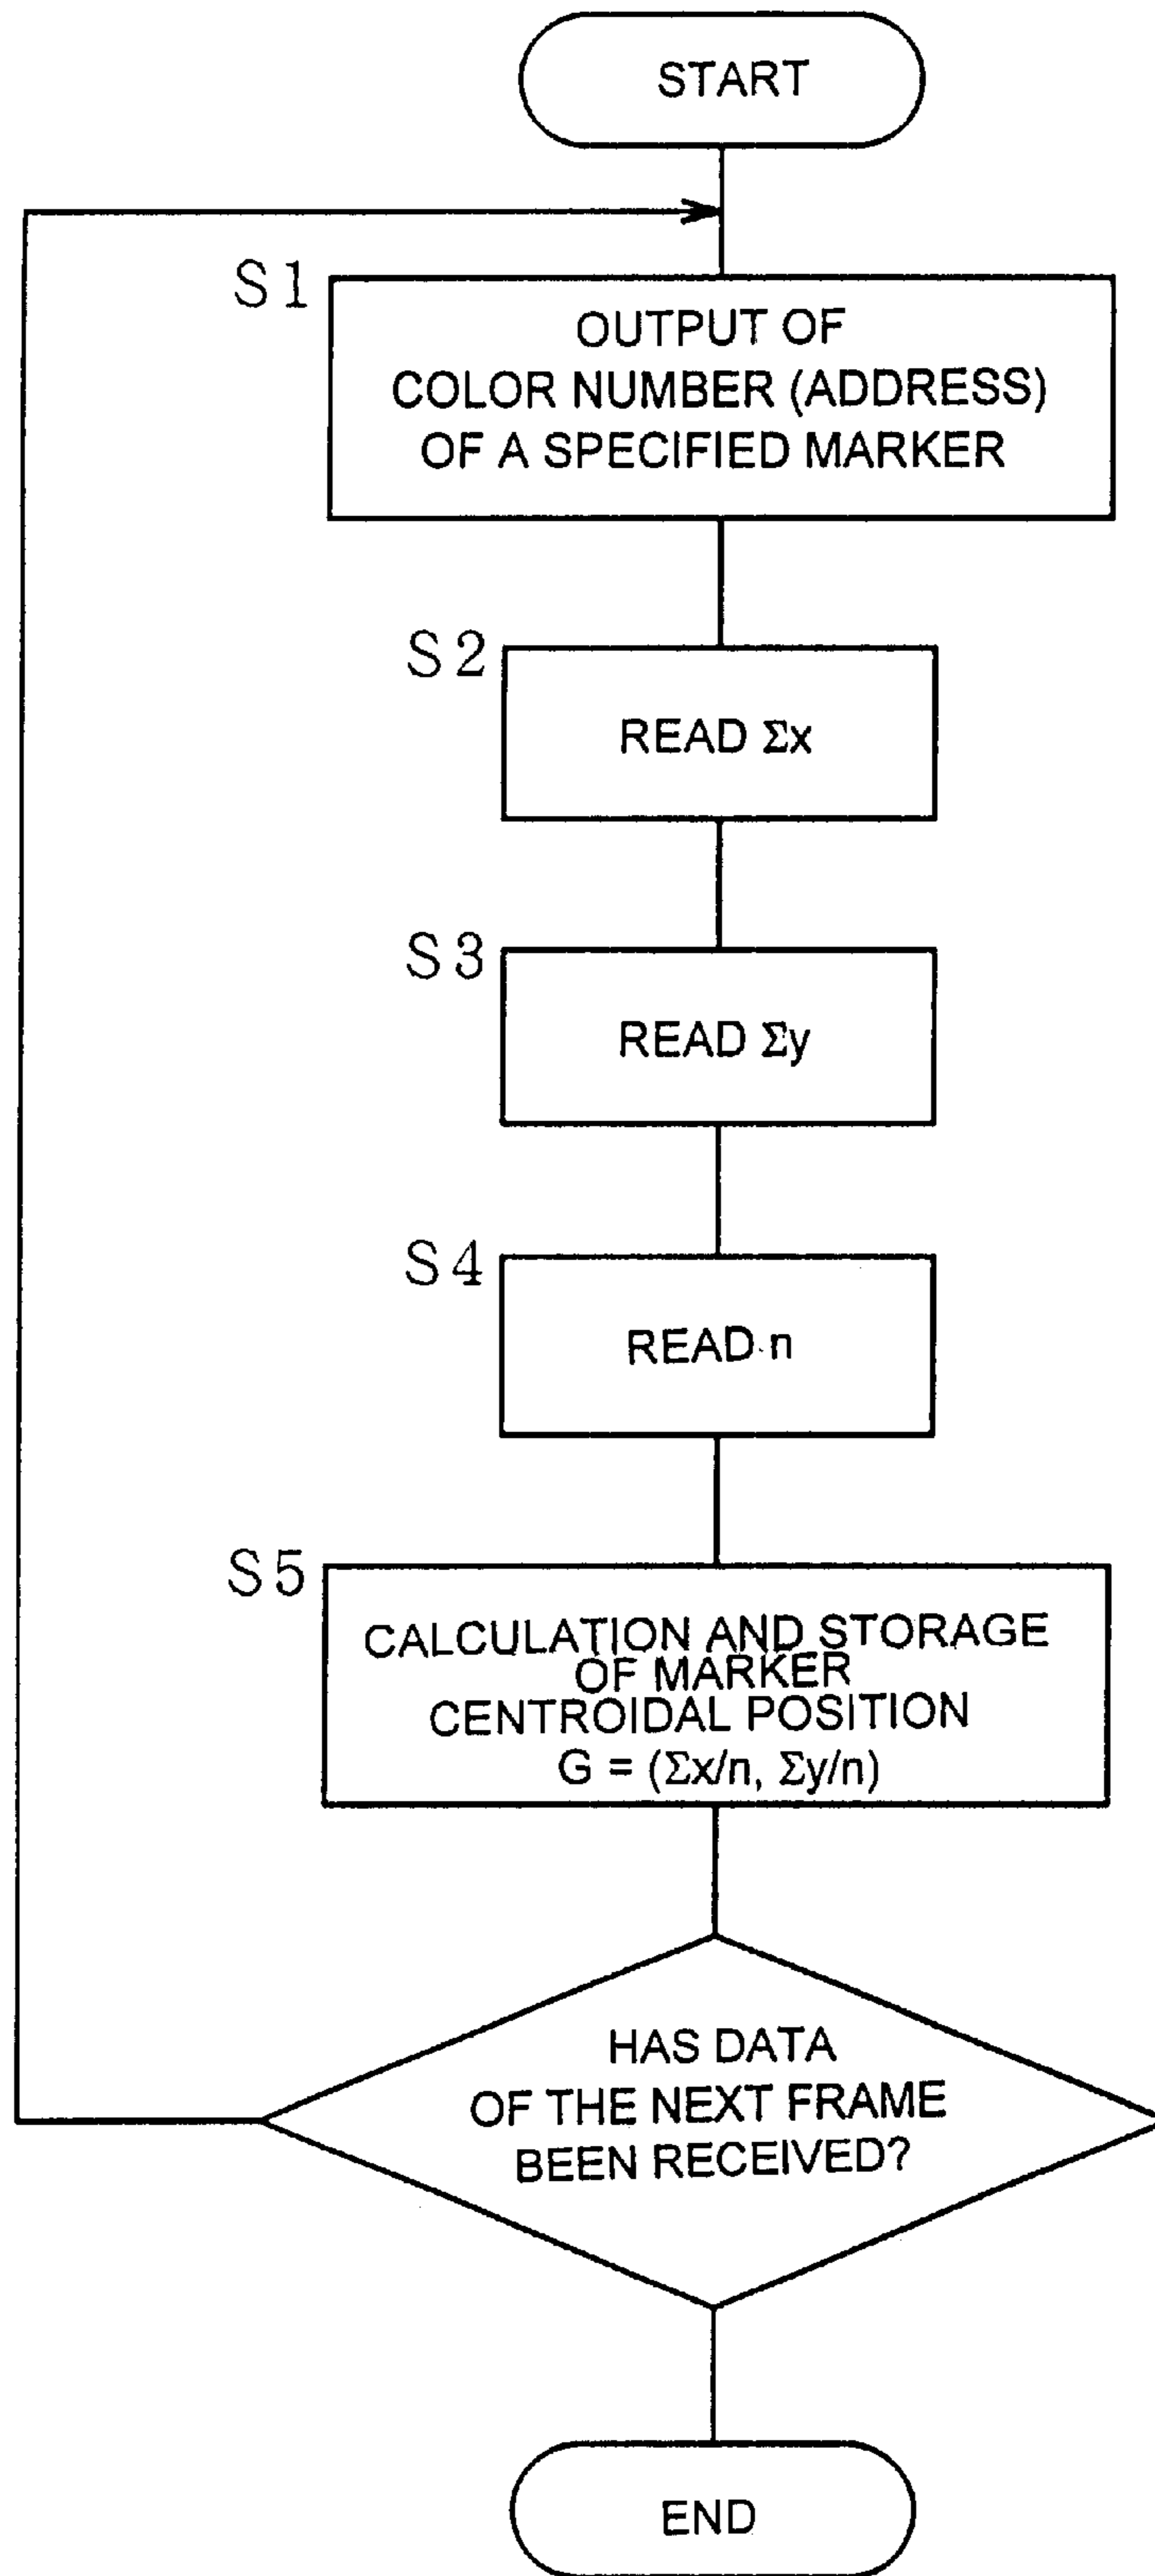 START
S1
OUTPUT OF
COLOR NUMBER (ADDRESS)
OF A SPECIFIED MARKER
S2
READ Σx
S3
READ Σy
S4
READ n
S5
CALCULATION AND STORAGE
OF MARKER
CENTROIDAL POSITION
G = (Σx/n, Σy/n)
HAS DATA
OF THE NEXT FRAME
BEEN RECEIVED?
END